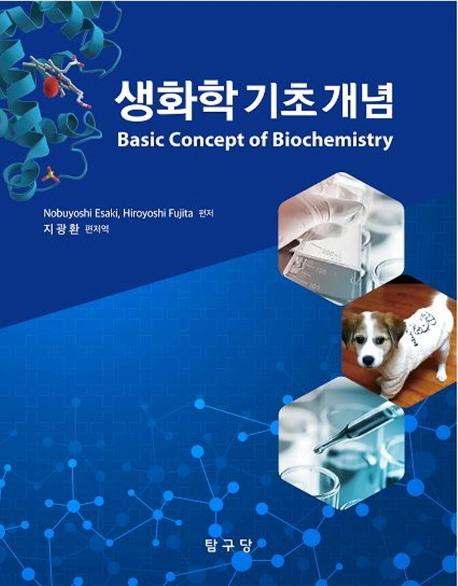 생화학 기초 개념
Basic Concept of Biochemistry
Nobuyoshi Esaki, Hiroyoshi Fujita 편저
지광환 편저역
탐구당